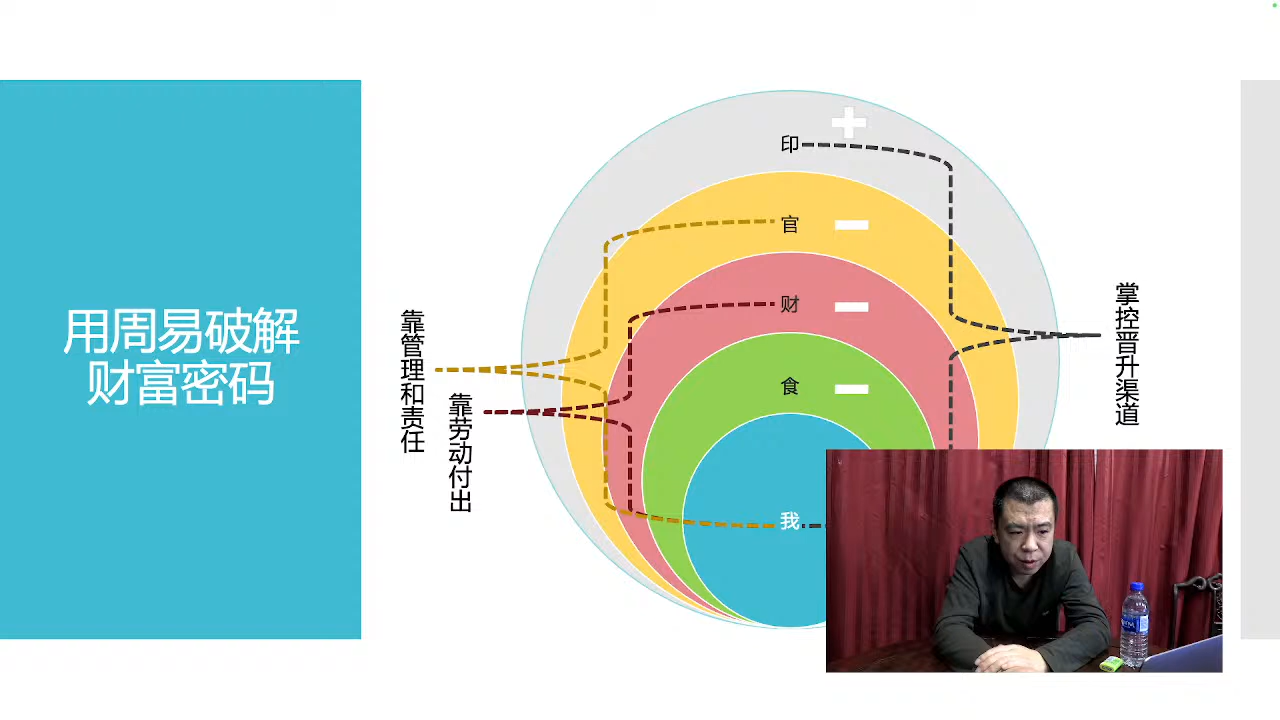 用周易破解
财富密码
印
官
财
食
我
靠管理和责任
靠劳动付出
掌控晋升渠道